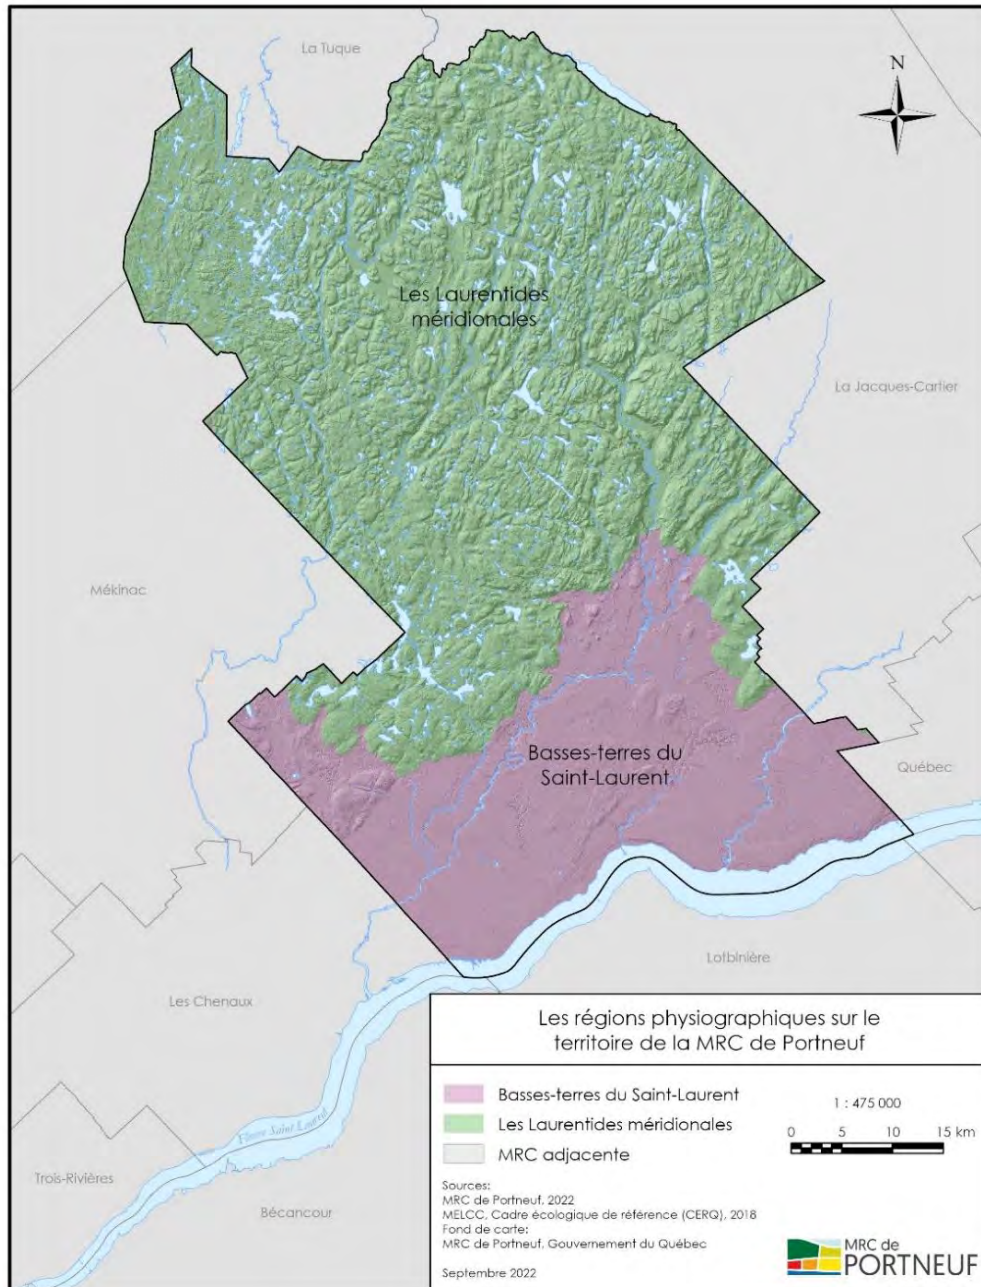 La Tuque
N
Les Laurentides
méridionales
La Jacques-Cartier
Mékinac
Basses-terres du
Saint-Laurent
Québec
Lotbinière
Les Chenaux
Fleuve Saint-Laurent
Trois-Rivières
Bécancour
Les régions physiographiques sur le
territoire de la MRC de Portneuf
Basses-terres du Saint-Laurent
Les Laurentides méridionales
MRC adjacente
1 : 475 000
0 5 10 15 km
Sources:
MRC de Portneuf, 2022
MELCC, Cadre écologique de référence (CERQ), 2018
Fond de carte:
MRC de Portneuf, Gouvernement du Québec
Septembre 2022
MRC de
PORTNEUF